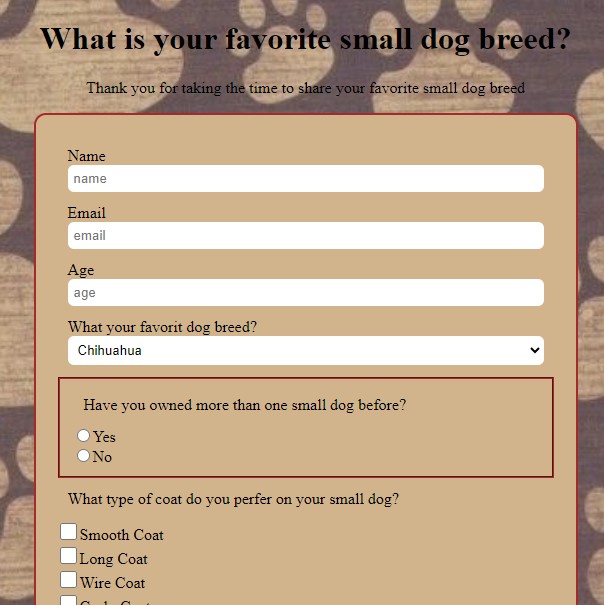 What is your favorite small dog breed?
Thank you for taking the time to share your favorite small dog breed
Name
name
Email
email
Age
age
What your favorit dog breed?
Chihuahua
Have you owned more than one small dog before?
Yes
No
What type of coat do you perfer on your small dog?
Smooth Coat
Long Coat
Wire Coat